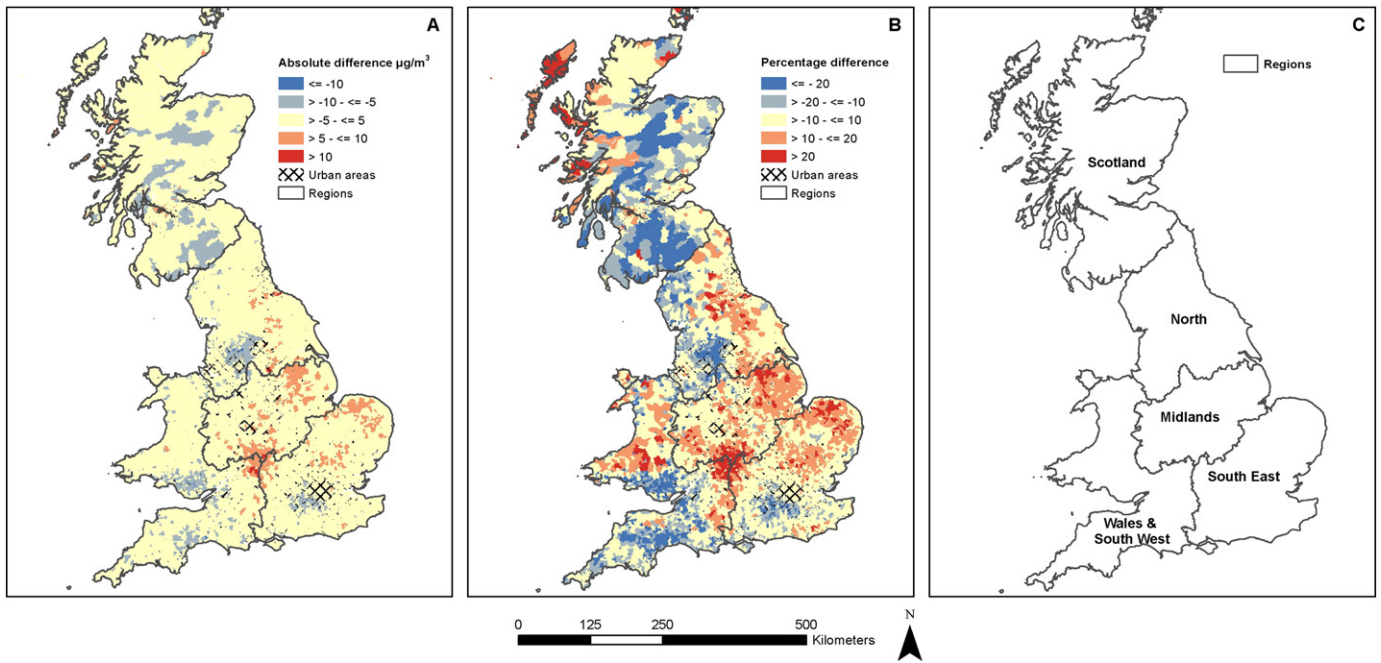 A
Absolute difference µg/m³
<= -10
> -10 - <= -5
> -5 - <= 5
> 5 - <= 10
> 10
Urban areas
Regions
B
Percentage difference
<= - 20
> -20 - <= -10
> -10 - <= 10
> 10 - <= 20
> 20
Urban areas
Regions
C
Regions
Scotland
North
Midlands
South East
Wales &
South West
0 125 250 500
Kilometers
N